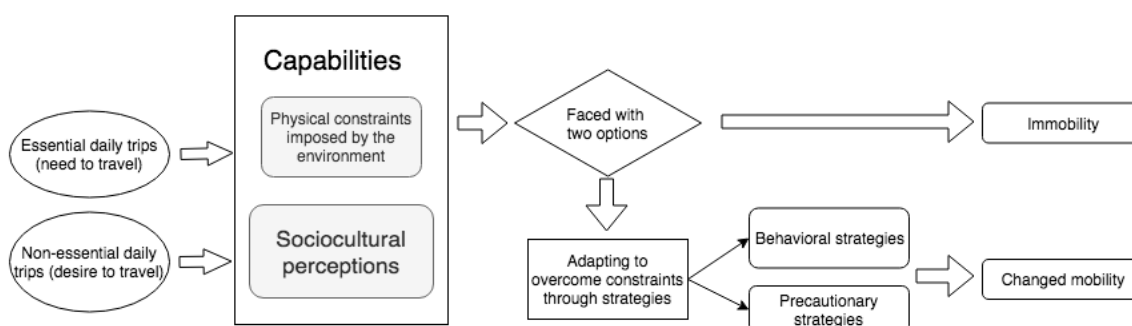 Capabilities
Physical constraints
imposed by the
environment
Sociocultural
perceptions
Essential daily trips
(need to travel)
Non-essential daily
trips (desire to travel)
Faced with
two options
Immobility
Adapting to
overcome constraints
through strategies
Behavioral strategies
Precautionary
strategies
Changed mobility